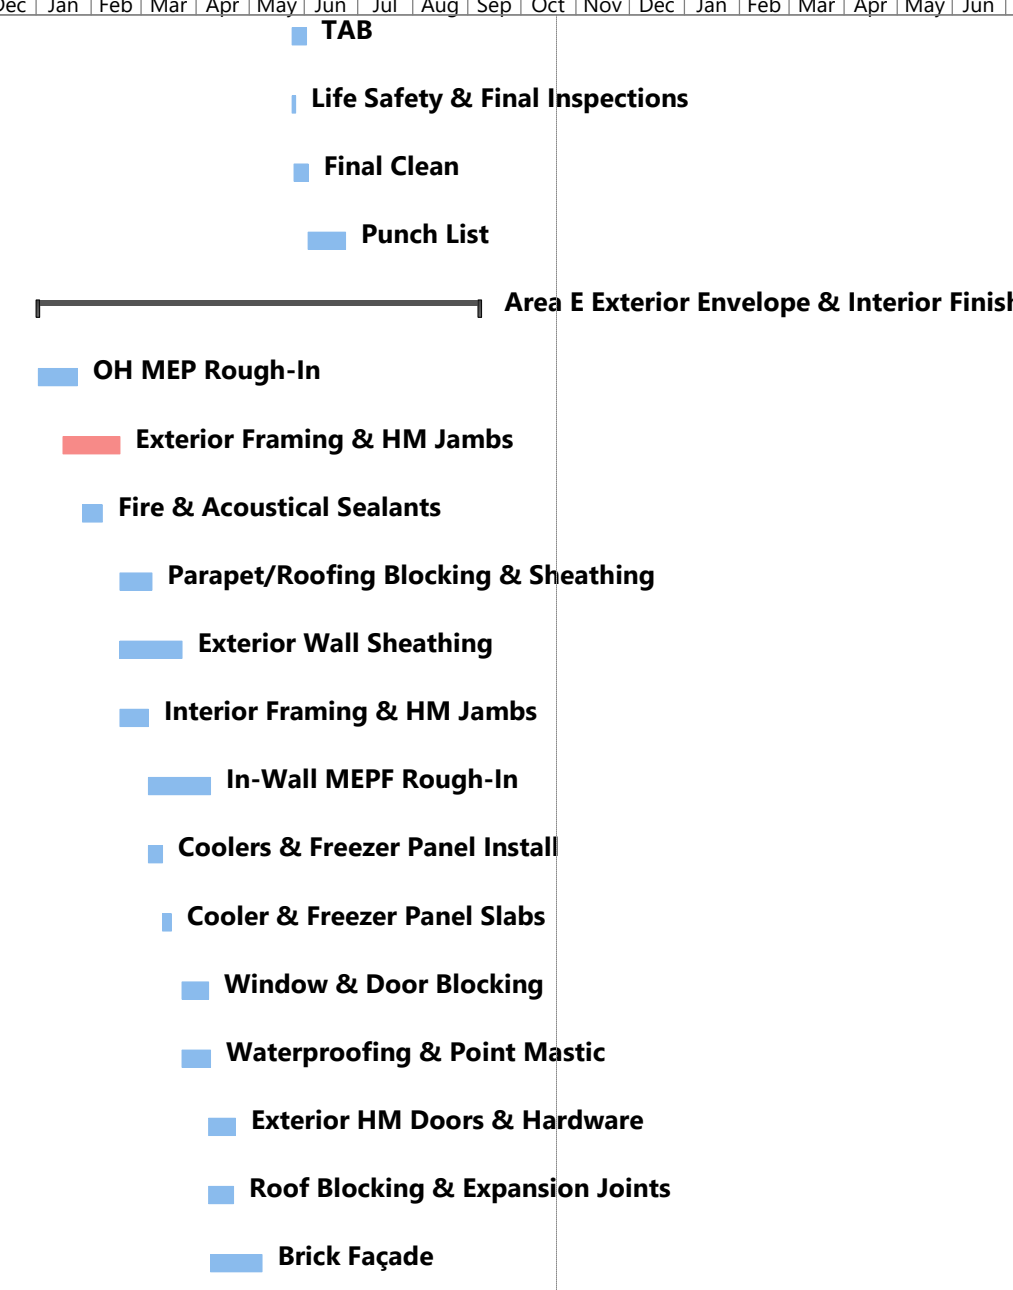 Dec Jan Feb Mar Apr May Jun Jul Aug Sep Oct Nov Dec Jan Feb Mar Apr May Jun
TAB
Life Safety & Final Inspections
Final Clean
Punch List
Area E Exterior Envelope & Interior Finish
OH MEP Rough-In
Exterior Framing & HM Jambs
Fire & Acoustical Sealants
Parapet/Roofing Blocking & Sheathing
Exterior Wall Sheathing
Interior Framing & HM Jambs
In-Wall MEPF Rough-In
Coolers & Freezer Panel Install
Cooler & Freezer Panel Slabs
Window & Door Blocking
Waterproofing & Point Mastic
Exterior HM Doors & Hardware
Roof Blocking & Expansion Joints
Brick Façade